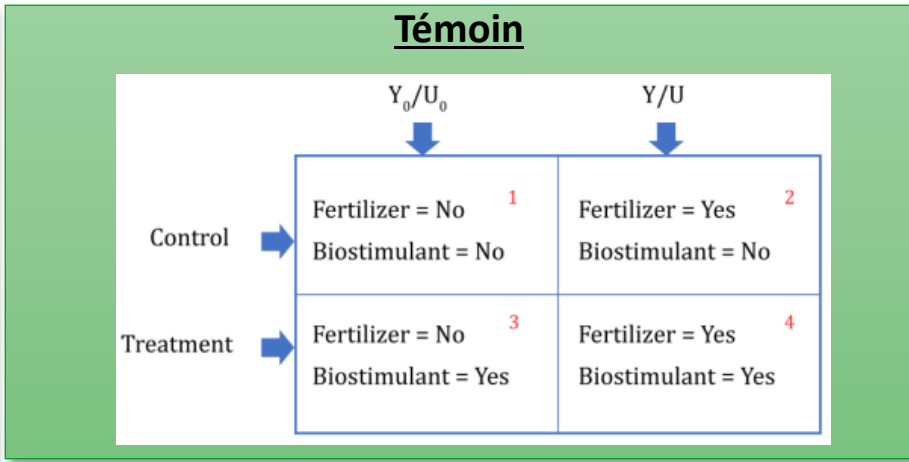 Témoin
Y₀/U₀ Y/U
Control
Fertilizer = No 1
Biostimulant = No
Fertilizer = Yes 2
Biostimulant = No
Treatment
Fertilizer = No 3
Biostimulant = Yes
Fertilizer = Yes 4
Biostimulant = Yes